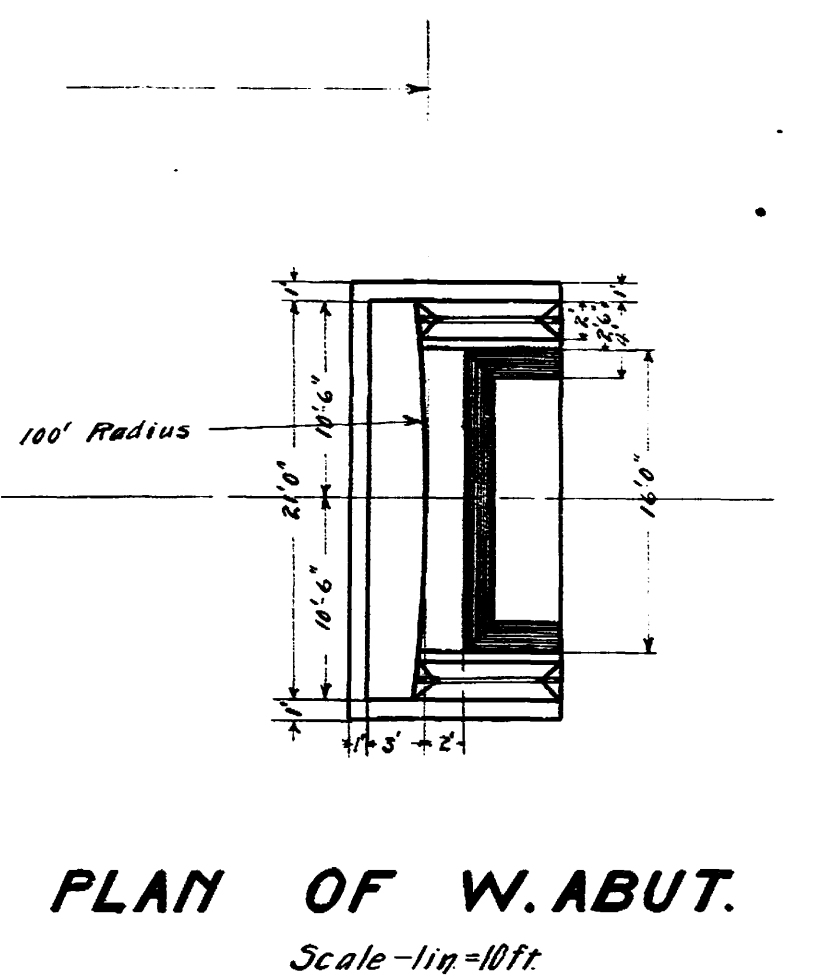 1'
1'
2'
2'6"
4'
10'-6"
100' Radius
21'0"
16'0"
10'-6"
1'
1' 3' 2'
PLAN OF W. ABUT.
Scale-1in.=10ft.